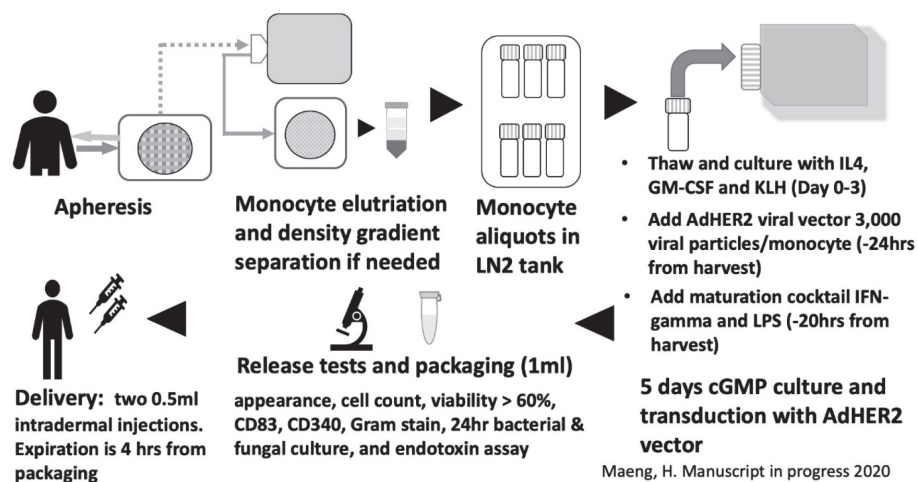 Apheresis
Monocyte elutriation
and density gradient
separation if needed
Monocyte
aliquots in
LN2 tank
• Thaw and culture with IL4,
GM-CSF and KLH (Day 0-3)
• Add AdHER2 viral vector 3,000
viral particles/monocyte (-24hrs
from harvest)
• Add maturation cocktail IFN-
gamma and LPS (-20hrs from
harvest)
5 days cGMP culture and
transduction with AdHER2
vector
Release tests and packaging (1ml)
appearance, cell count, viability > 60%,
CD83, CD340, Gram stain, 24hr bacterial &
fungal culture, and endotoxin assay
Delivery: two 0.5ml
intradermal injections.
Expiration is 4 hrs from
packaging
Maeng, H. Manuscript in progress 2020